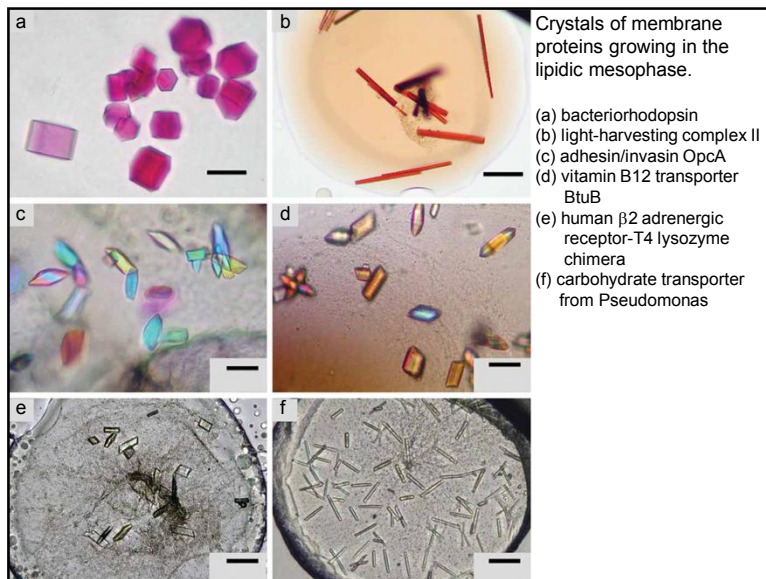 a
b
c
d
e
f
Crystals of membrane
proteins growing in the
lipidic mesophase.
(a) bacteriorhodopsin
(b) light-harvesting complex II
(c) adhesin/invasin OpcA
(d) vitamin B12 transporter
BtuB
(e) human β2 adrenergic
receptor-T4 lysozyme
chimera
(f) carbohydrate transporter
from Pseudomonas